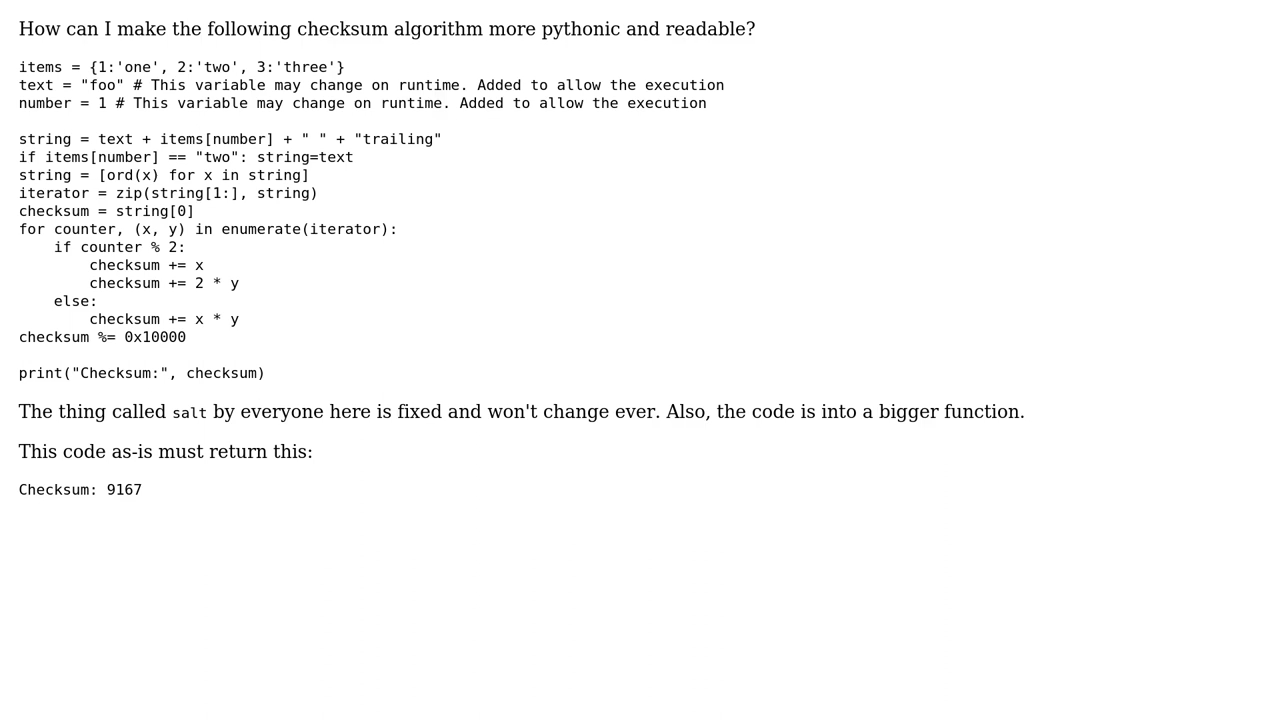 How can I make the following checksum algorithm more pythonic and readable?
items = {1:'one', 2:'two', 3:'three'}
text = "foo" # This variable may change on runtime. Added to allow the execution
number = 1 # This variable may change on runtime. Added to allow the execution
string = text + items[number] + " " + "trailing"
if items[number] == "two": string=text
string = [ord(x) for x in string]
iterator = zip(string[1:], string)
checksum = string[0]
for counter, (x, y) in enumerate(iterator):
    if counter % 2:
        checksum += x
        checksum += 2 * y
    else:
        checksum += x * y
checksum %= 0x10000
print("Checksum:", checksum)
The thing called salt by everyone here is fixed and won't change ever. Also, the code is into a bigger function.
This code as-is must return this:
Checksum: 9167